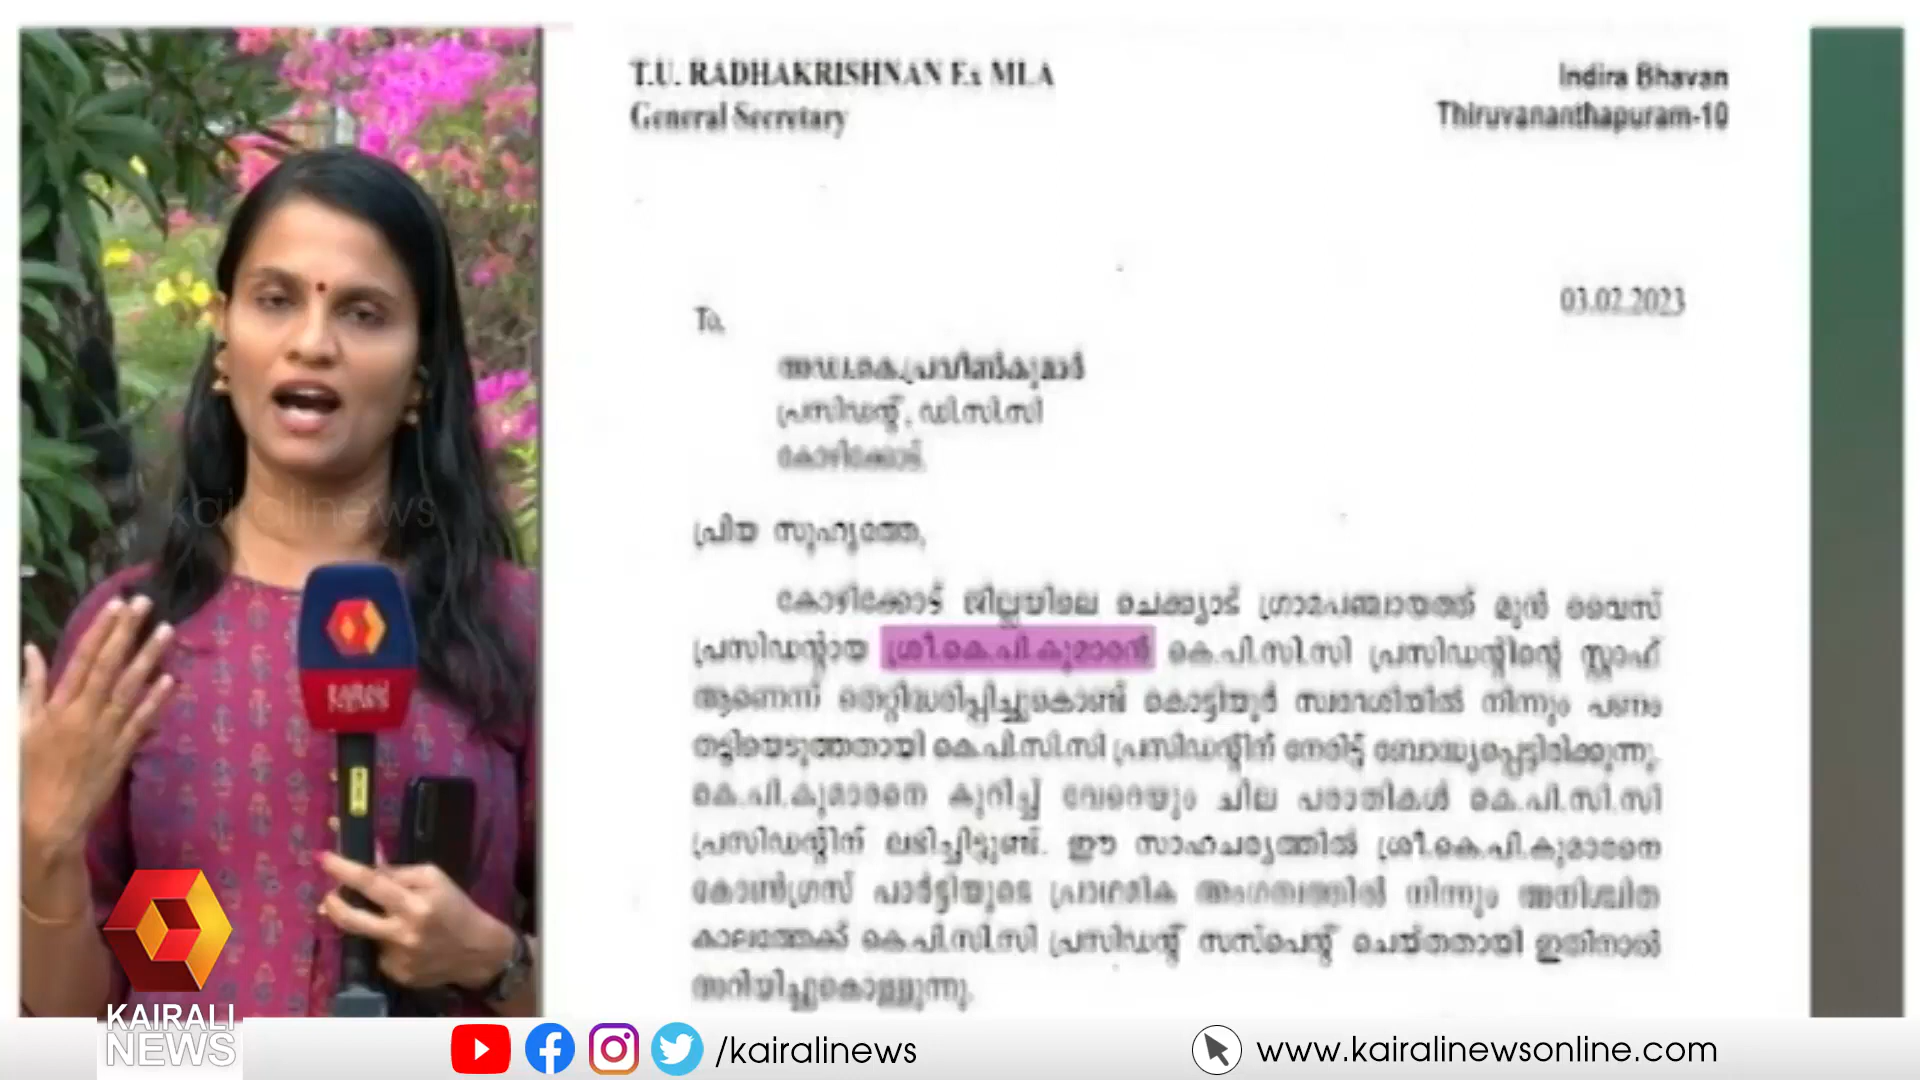 T.U. RADHAKRISHNAN Ex MLA
General Secretary
Indira Bhavan
Thiruvananthapuram-10
03.02.2023
To,
അഡ്വ.കെ.പ്രവീൺകുമാർ
പ്രസിഡന്റ്, ഡി.സി.സി
കോഴിക്കോട്.
പ്രിയ സുഹൃത്തേ,
കോഴിക്കോട് ജില്ലയിലെ ചെക്യാട് ഗ്രാമപഞ്ചായത്ത് മുൻ വൈസ്
പ്രസിഡന്റായ ശ്രീ.കെ.പി.കുമാരൻ കെ.പി.സി.സി പ്രസിഡന്റിന്റെ സ്റ്റാഫ്
ആണെന്ന് തെറ്റിദ്ധരിപ്പിച്ചുകൊണ്ട് കൊട്ടിയൂർ സ്വദേശിയിൽ നിന്നും പണം
തട്ടിയെടുത്തതായി കെ.പി.സി.സി പ്രസിഡന്റിന് നേരിട്ട് ബോദ്ധ്യപ്പെട്ടിരിക്കുന്നു.
കെ.പി.കുമാരനെ കുറിച്ച് വേറെയും ചില പരാതികൾ കെ.പി.സി.സി
പ്രസിഡന്റിന് ലഭിച്ചിട്ടുണ്ട്. ഈ സാഹചര്യത്തിൽ ശ്രീ.കെ.പി.കുമാരനെ
കോൺഗ്രസ് പാർട്ടിയുടെ പ്രാഥമിക അംഗത്വത്തിൽ നിന്നും അനിശ്ചിത
കാലത്തേക്ക് കെ.പി.സി.സി പ്രസിഡന്റ് സസ്പെന്റ് ചെയ്തതായി ഇതിനാൽ
അറിയിച്ചുകൊള്ളുന്നു.
kairalinews
KAIRALI
NEWS
/kairalinews
www.kairalinewsonline.com